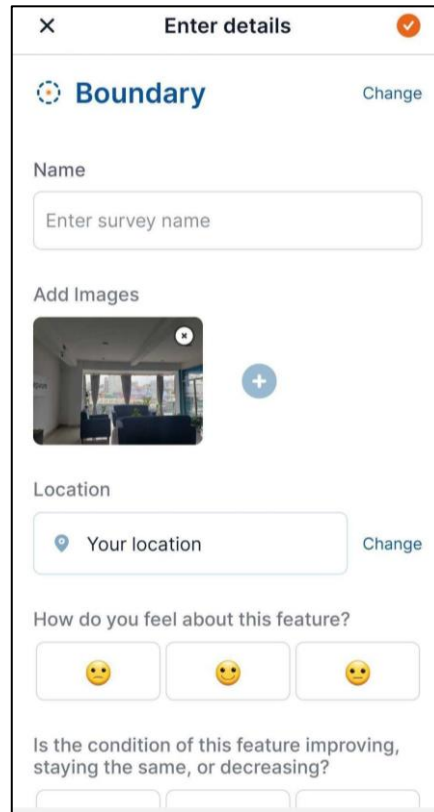 Enter details
Boundary
Change
Name
Enter survey name
Add Images
Location
Your location
Change
How do you feel about this feature?
Is the condition of this feature improving,
staying the same, or decreasing?